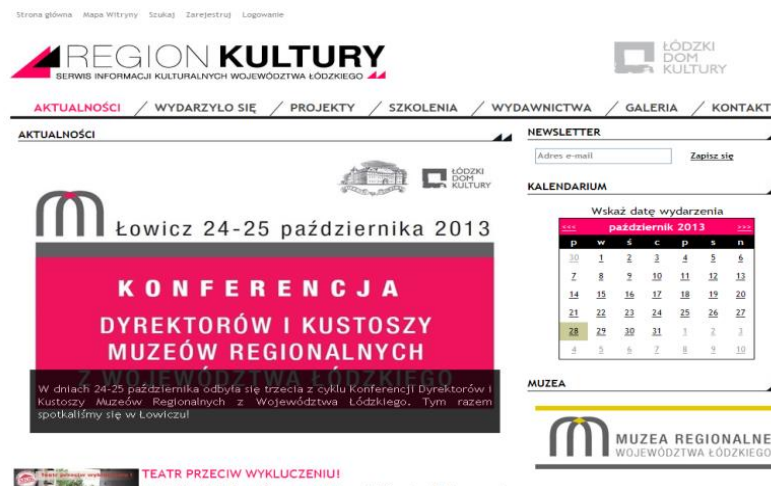 Strona główna Mapa Witryny Szukaj Zarejestruj Logowanie
REGION KULTURY
SERWIS INFORMACJI KULTURALNYCH WOJEWÓDZTWA ŁÓDZKIEGO
ŁÓDZKI
DOM
KULTURY
AKTUALNOŚCI / WYDARZYŁO SIĘ / PROJEKTY / SZKOLENIA / WYDAWNICTWA / GALERIA / KONTAKT
AKTUALNOŚCI
ŁÓDZKI
DOM
KULTURY
Łowicz 24-25 października 2013
KONFERENCJA
DYREKTORÓW I KUSTOSZY
MUZEÓW REGIONALNYCH
Z WOJEWÓDZTWA ŁÓDZKIEGO
W dniach 24-25 października odbyła się trzecia z cyklu Konferencji Dyrektorów i
Kustoszy Muzeów Regionalnych z Województwa Łódzkiego. Tym razem
spotkaliśmy się w Łowiczu!
TEATR PRZECIW WYKLUCZENIU!
NEWSLETTER
Adres e-mail Zapisz się
KALENDARIUM
Wskaż datę wydarzenia
<<< październik 2013 >>>
p w ś c p s n
30 1 2 3 4 5 6
7 8 9 10 11 12 13
14 15 16 17 18 19 20
21 22 23 24 25 26 27
28 29 30 31 1 2 3
4 5 6 7 8 9 10
MUZEA
MUZEA REGIONALNE
WOJEWÓDZTWA ŁÓDZKIEGO